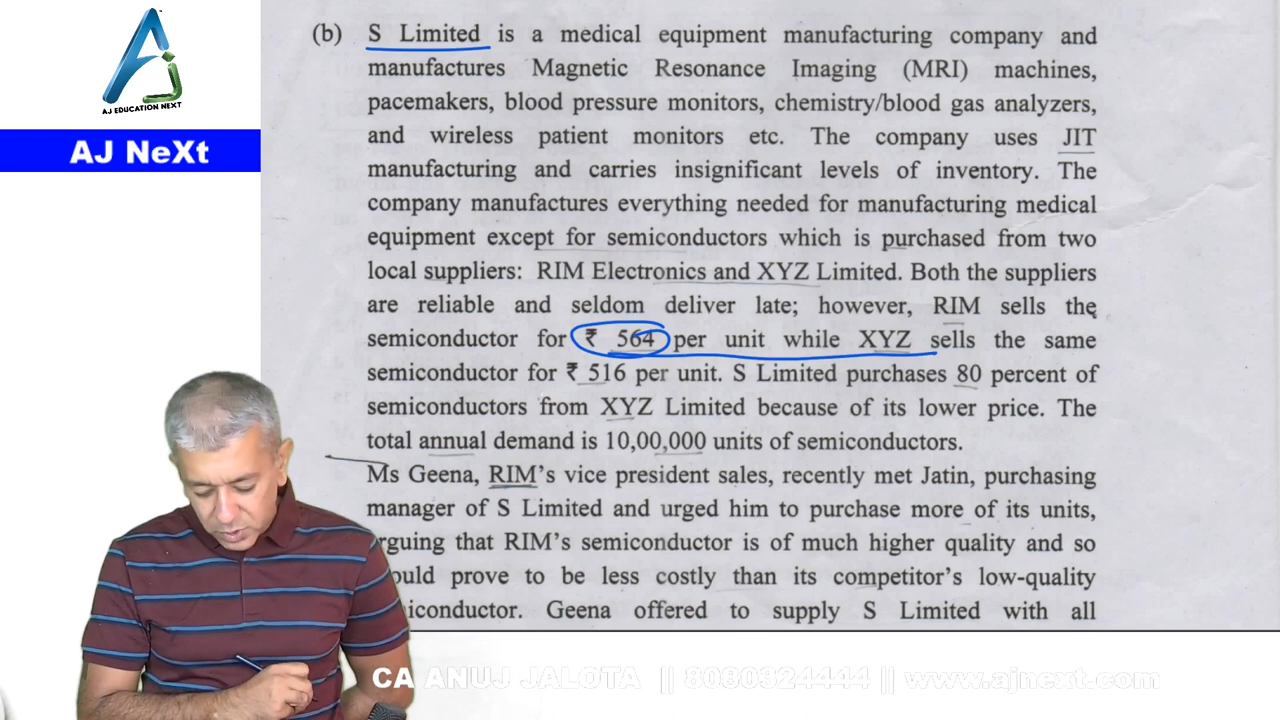 AJ EDUCATION NEXT
AJ NeXt
(b) S Limited is a medical equipment manufacturing company and
manufactures Magnetic Resonance Imaging (MRI) machines,
pacemakers, blood pressure monitors, chemistry/blood gas analyzers,
and wireless patient monitors etc. The company uses JIT
manufacturing and carries insignificant levels of inventory. The
company manufactures everything needed for manufacturing medical
equipment except for semiconductors which is purchased from two
local suppliers: RIM Electronics and XYZ Limited. Both the suppliers
are reliable and seldom deliver late; however, RIM sells the
semiconductor for ₹ 564 per unit while XYZ sells the same
semiconductor for ₹ 516 per unit. S Limited purchases 80 percent of
semiconductors from XYZ Limited because of its lower price. The
total annual demand is 10,00,000 units of semiconductors.
Ms Geena, RIM's vice president sales, recently met Jatin, purchasing
manager of S Limited and urged him to purchase more of its units,
rguing that RIM's semiconductor is of much higher quality and so
ould prove to be less costly than its competitor's low-quality
iconductor. Geena offered to supply S Limited with all
CA ANUJ JALOTA || 8080924444 || www.ajnext.com